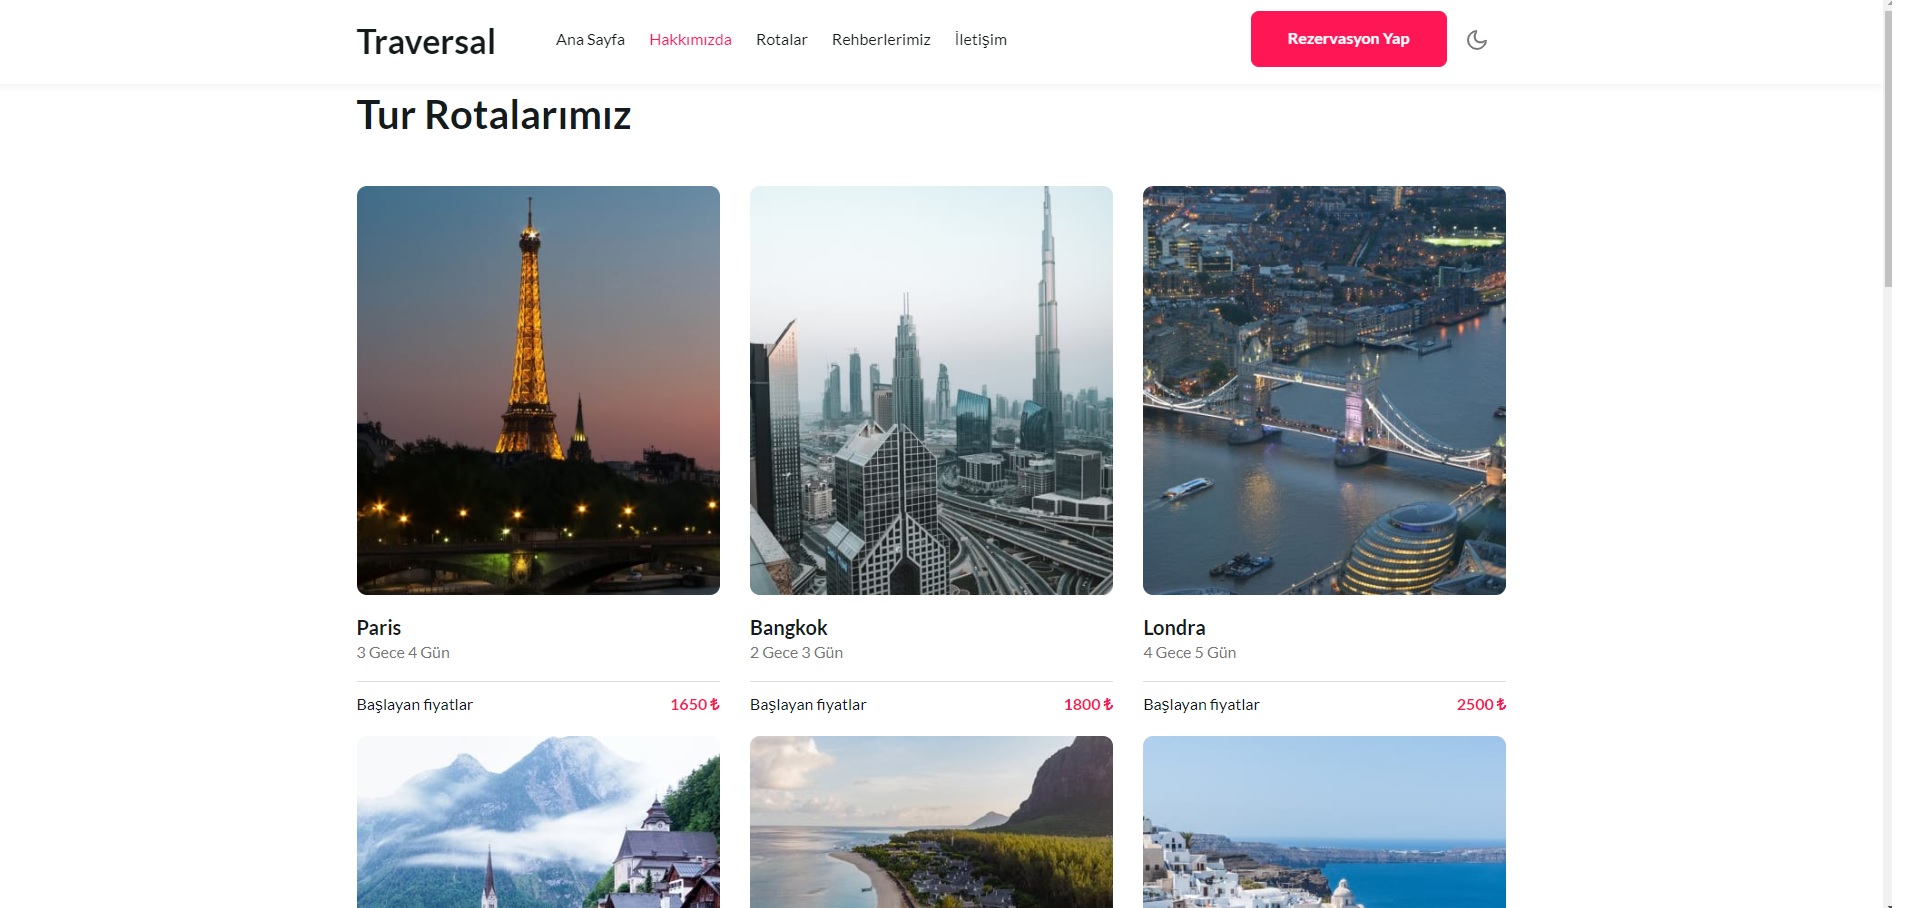 Traversal
Ana Sayfa Hakkımızda Rotalar Rehberlerimiz İletişim
Rezervasyon Yap
Tur Rotalarımız
Paris
3 Gece 4 Gün
Başlayan fiyatlar 1650 ₺
Bangkok
2 Gece 3 Gün
Başlayan fiyatlar 1800 ₺
Londra
4 Gece 5 Gün
Başlayan fiyatlar 2500 ₺